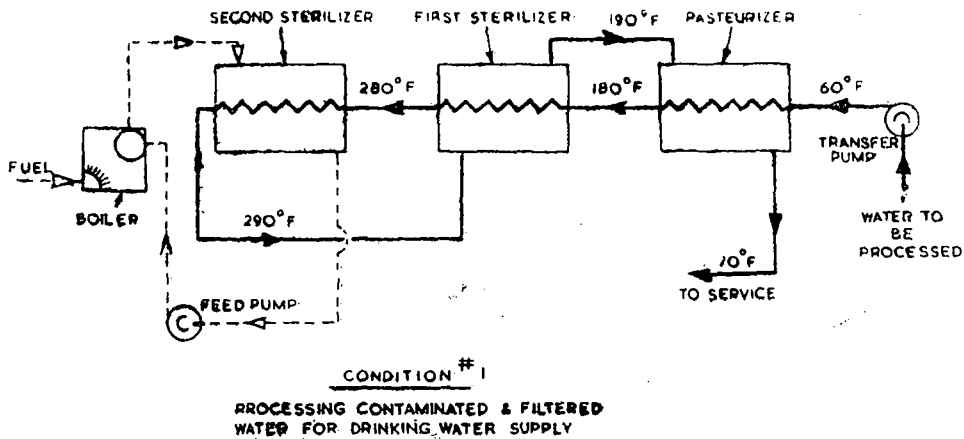 SECOND STERILIZER
FIRST STERILIZER
190°F
PASTEURIZER
280°F
180°F
60°F
TRANSFER
PUMP
FUEL
BOILER
290°F
WATER TO
BE
PROCESSED
70°F
TO SERVICE
FEED PUMP
C
CONDITION #1
PROCESSING CONTAMINATED & FILTERED
WATER FOR DRINKING WATER SUPPLY